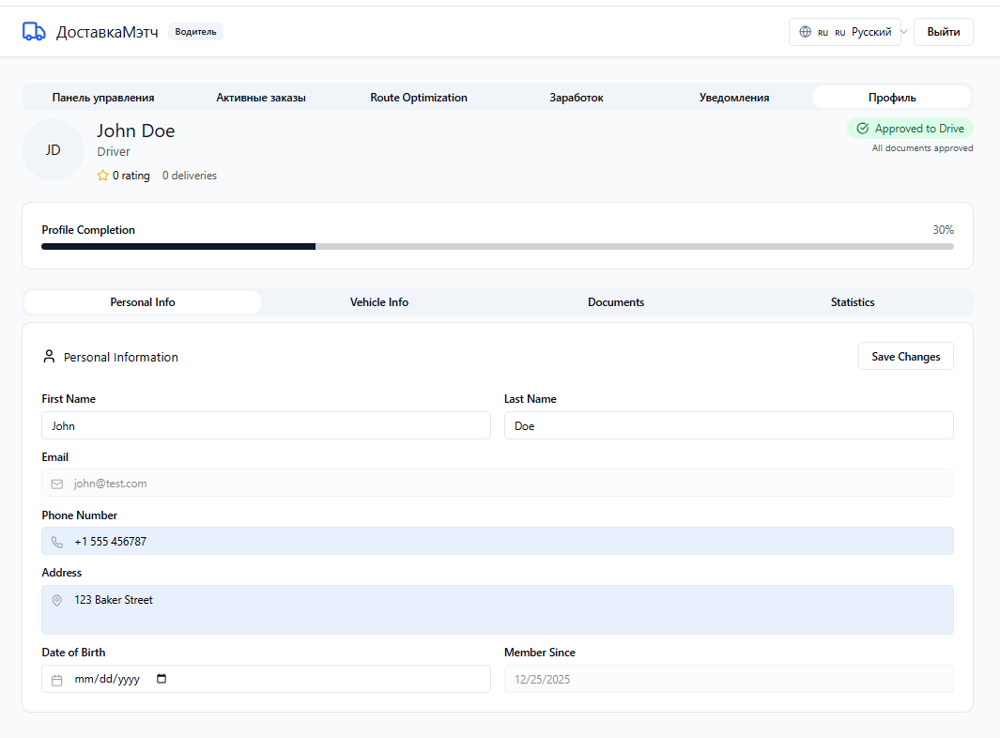 ДоставкаМэтч Водитель RU RU Русский Выйти
Панель управления Активные заказы Route Optimization Заработок Уведомления Профиль
JD
John Doe
Driver
0 rating 0 deliveries
Approved to Drive
All documents approved
Profile Completion 30%
Personal Info Vehicle Info Documents Statistics
Personal Information Save Changes
First Name Last Name
John Doe
Email
john@test.com
Phone Number
+1 555 456787
Address
123 Baker Street
Date of Birth Member Since
mm/dd/yyyy 12/25/2025